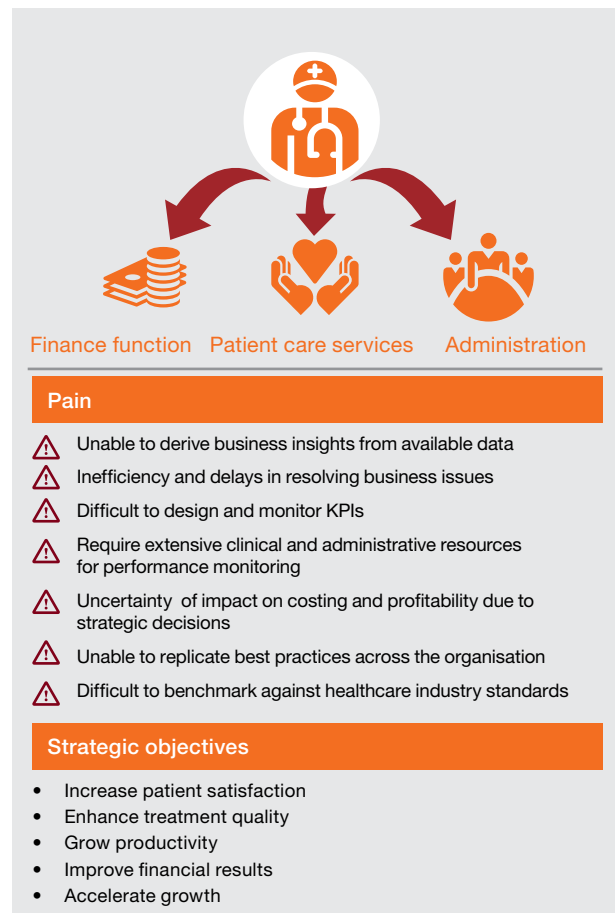 Finance function Patient care services Administration
Pain
Unable to derive business insights from available data
Inefficiency and delays in resolving business issues
Difficult to design and monitor KPIs
Require extensive clinical and administrative resources
for performance monitoring
Uncertainty of impact on costing and profitability due to
strategic decisions
Unable to replicate best practices across the organisation
Difficult to benchmark against healthcare industry standards
Strategic objectives
• Increase patient satisfaction
• Enhance treatment quality
• Grow productivity
• Improve financial results
• Accelerate growth